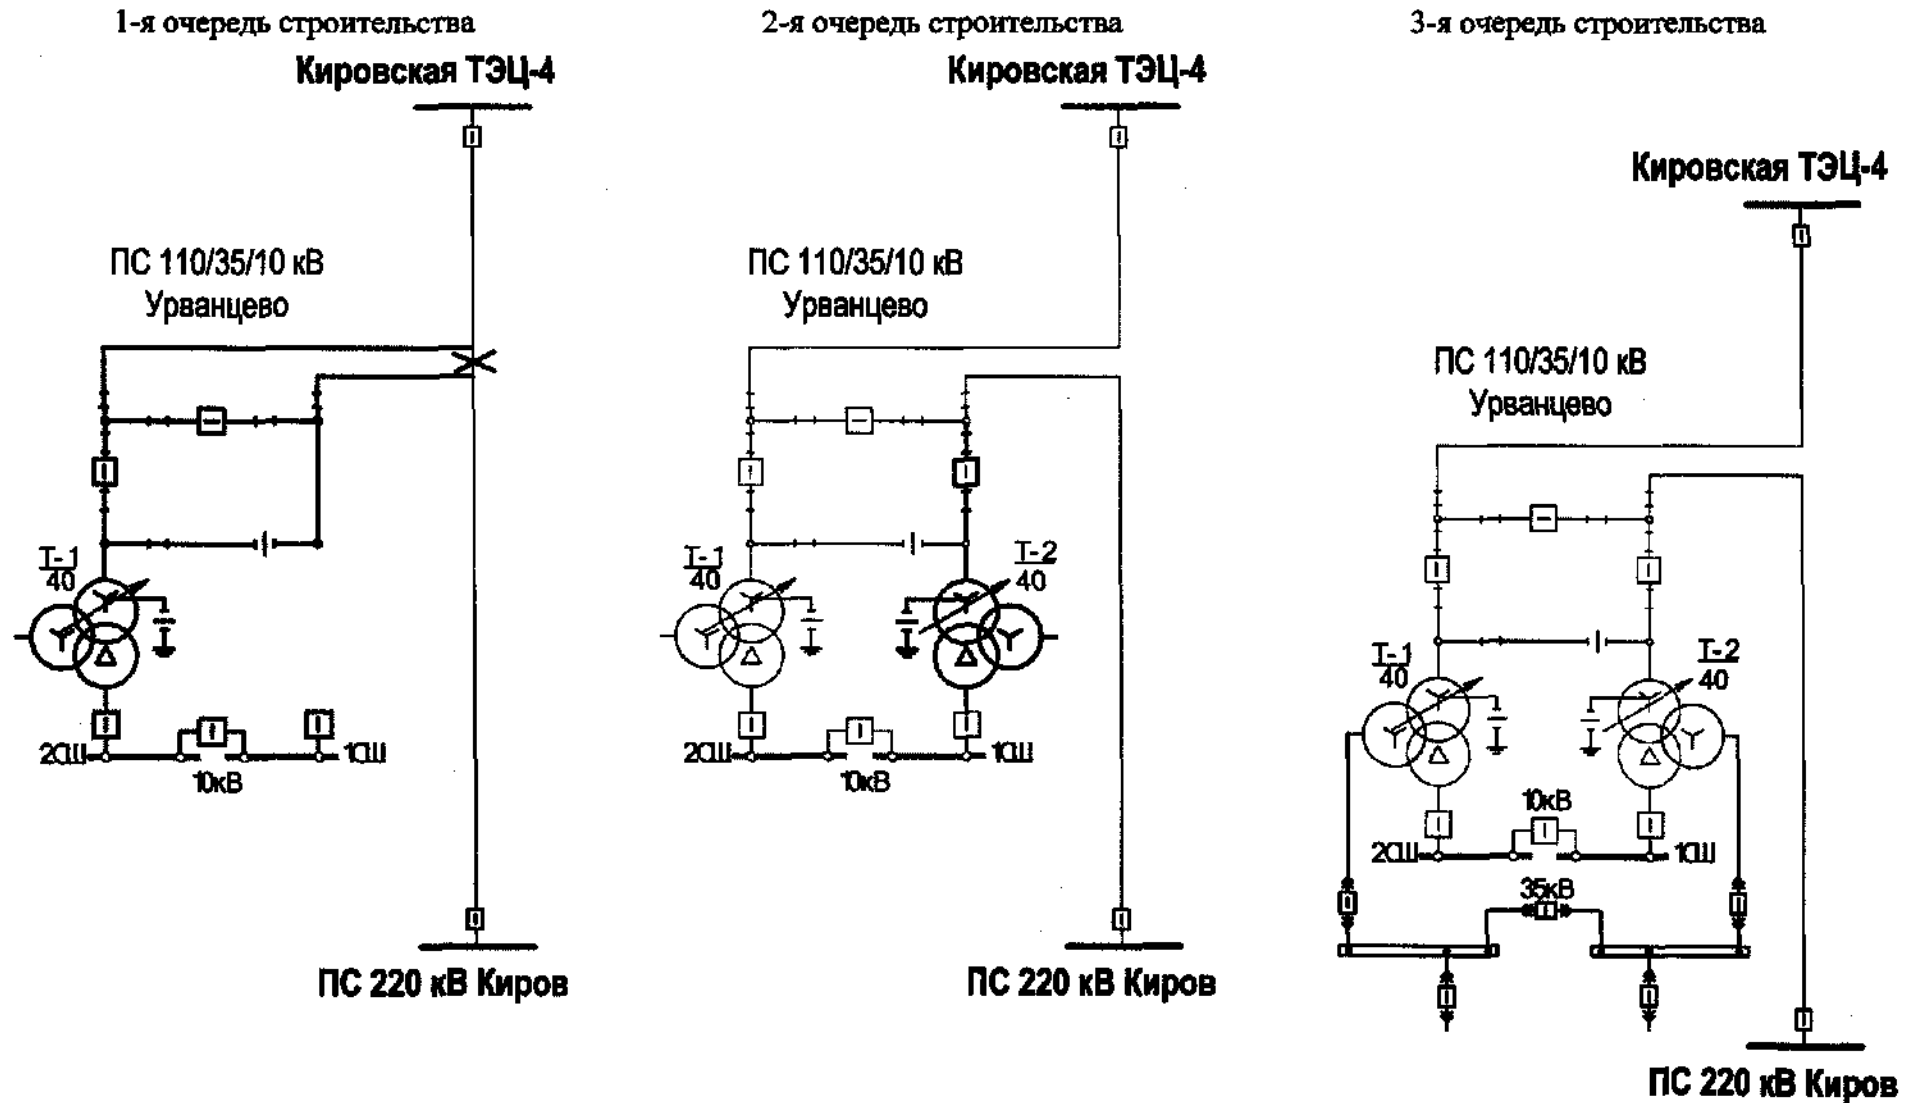 1-я очередь строительства
Кировская ТЭЦ-4
ПС 110/35/10 кВ
Урванцево
Т-1
40
2СШ
1СШ
10кВ
ПС 220 кВ Киров
2-я очередь строительства
Кировская ТЭЦ-4
ПС 110/35/10 кВ
Урванцево
Т-1
40
Т-2
40
2СШ
1СШ
10кВ
ПС 220 кВ Киров
3-я очередь строительства
Кировская ТЭЦ-4
ПС 110/35/10 кВ
Урванцево
Т-1
40
Т-2
40
10кВ
2СШ
1СШ
35кВ
ПС 220 кВ Киров